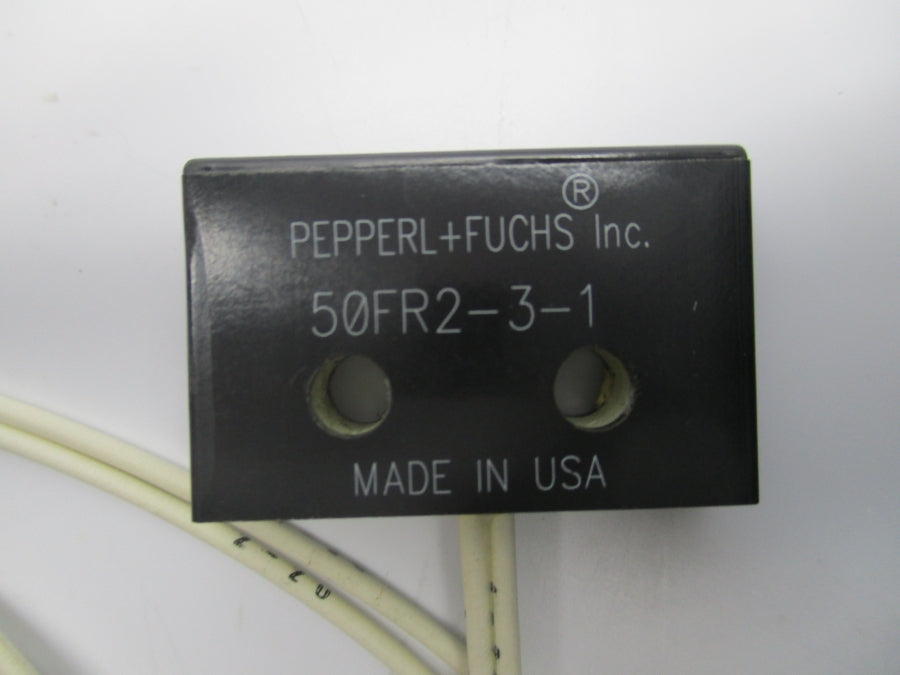 PEPPERL+FUCHS® Inc.
50FR2-3-1
MADE IN USA